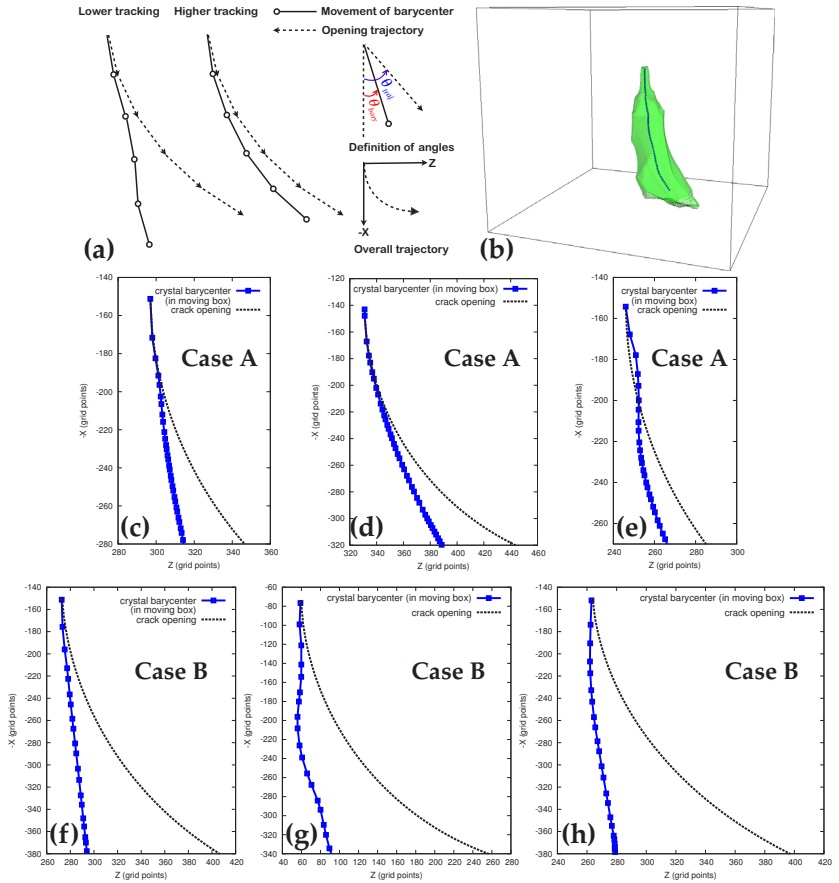 Lower tracking Higher tracking Movement of barycenter
Opening trajectory
θtraj
θbary
Definition of angles
Z
-X
Overall trajectory
(a) (b)
-140
-160
-180
-200
-220
-240
-260
-280
280 300 320 340 360
-X (grid points)
Z (grid points)
crystal barycenter
(in moving box)
crack opening
Case A
(c)
-120
-140
-160
-180
-200
-220
-240
-260
-280
-300
-320
320 340 360 380 400 420 440 460
-X (grid points)
Z (grid points)
crystal barycenter (in moving box)
crack opening
Case A
(d)
-140
-160
-180
-200
-220
-240
-260
240 260 280 300
-X (grid points)
Z (grid points)
crystal barycenter
(in moving box)
crack opening
Case A
(e)
-140
-160
-180
-200
-220
-240
-260
-280
-300
-320
-340
-360
-380
260 280 300 320 340 360 380 400 420
-X (grid points)
Z (grid points)
crystal barycenter
(in moving box)
crack opening
Case B
(f)
-60
-80
-100
-120
-140
-160
-180
-200
-220
-240
-260
-280
-300
-320
-340
40 60 80 100 120 140 160 180 200 220 240 260 280
-X (grid points)
Z (grid points)
crystal barycenter (in moving box)
crack opening
Case B
(g)
-140
-160
-180
-200
-220
-240
-260
-280
-300
-320
-340
-360
-380
240 260 280 300 320 340 360 380 400 420
-X (grid points)
Z (grid points)
crystal barycenter (in moving box)
crack opening
Case B
(h)